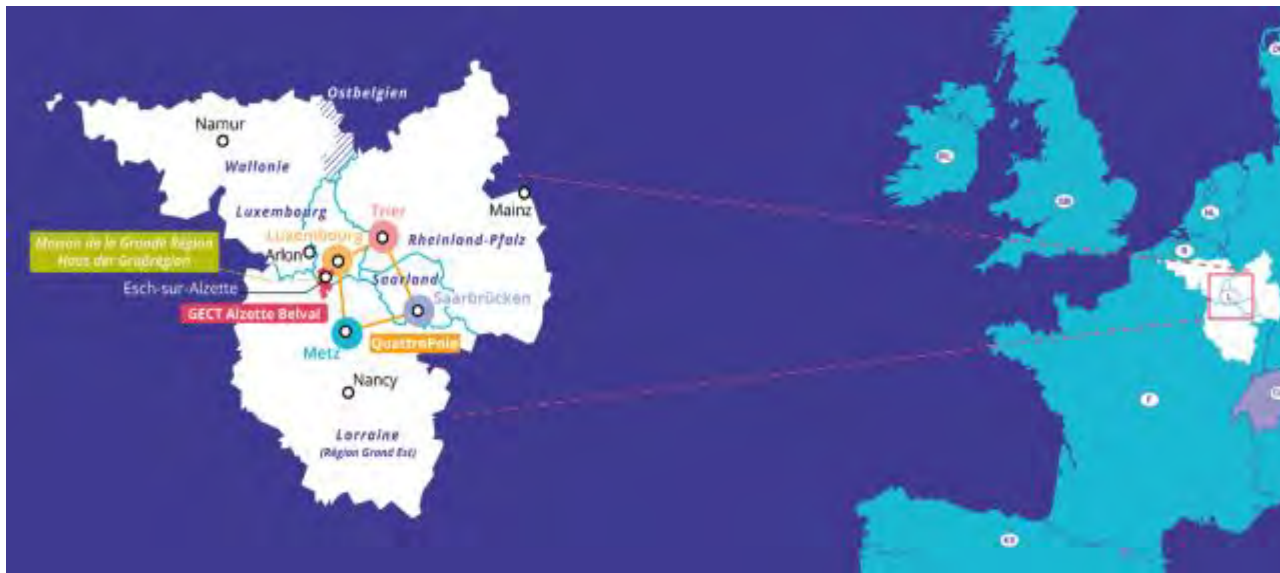 Ostbelgien
Namur
Wallonie
Luxembourg
Trier
Mainz
Luxembourg
Rheinland-Pfalz
Maison de la Grande Région
Haus der Großregion
Arlon
Saarland
Esch-sur-Alzette
Saarbrücken
GECT Alzette Belval
QuattroPole
Metz
Nancy
Lorraine
(Région Grand Est)
GB
NL
B
L
F